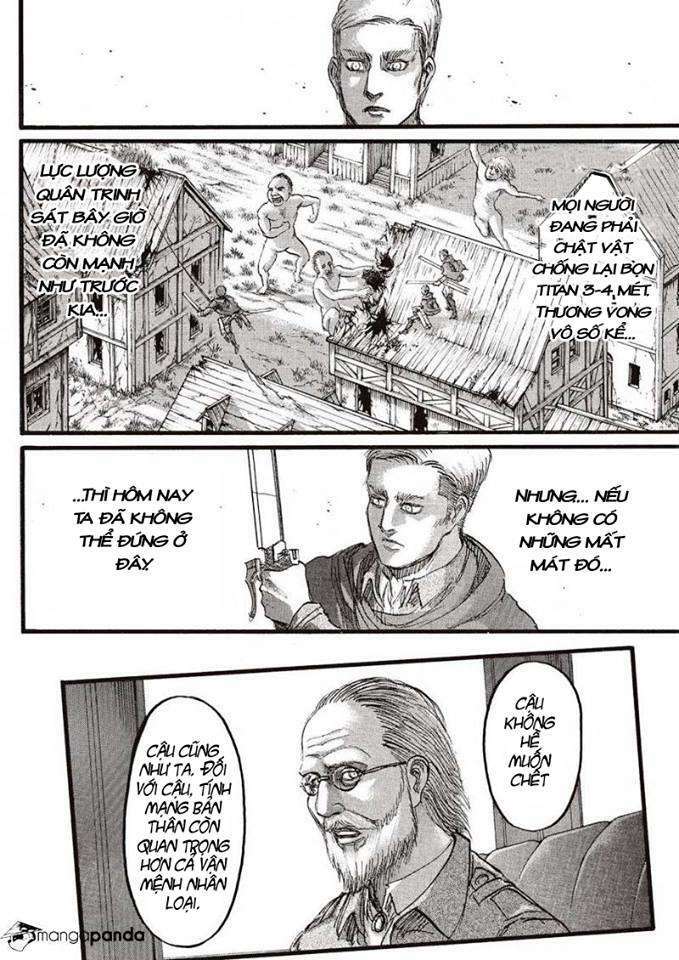 MỌI NGƯỜI
ĐANG PHẢI
CHẬT VẬT
CHỐNG LẠI BỌN
TITAN 3-4 MÉT.
THƯƠNG VONG
VÔ SỐ KỂ...
LỰC LƯỢNG
QUÂN TRINH
SÁT BÂY GIỜ
ĐÃ KHÔNG
CÒN MẠNH
NHƯ TRƯỚC
KIA...
NHƯNG... NẾU
KHÔNG CÓ
NHỮNG MẤT
MÁT ĐÓ...
...THÌ HÔM NAY
TA ĐÃ KHÔNG
THỂ ĐỨNG Ở
ĐÂY.
CẬU
KHÔNG
HỀ
MUỐN
CHẾT
CẬU CŨNG
NHƯ TA. ĐỐI
VỚI CẬU, TÍNH
MẠNG BẢN
THÂN CÒN
QUAN TRỌNG
HƠN CẢ VẬN
MỆNH NHÂN
LOẠI.
mangapanda